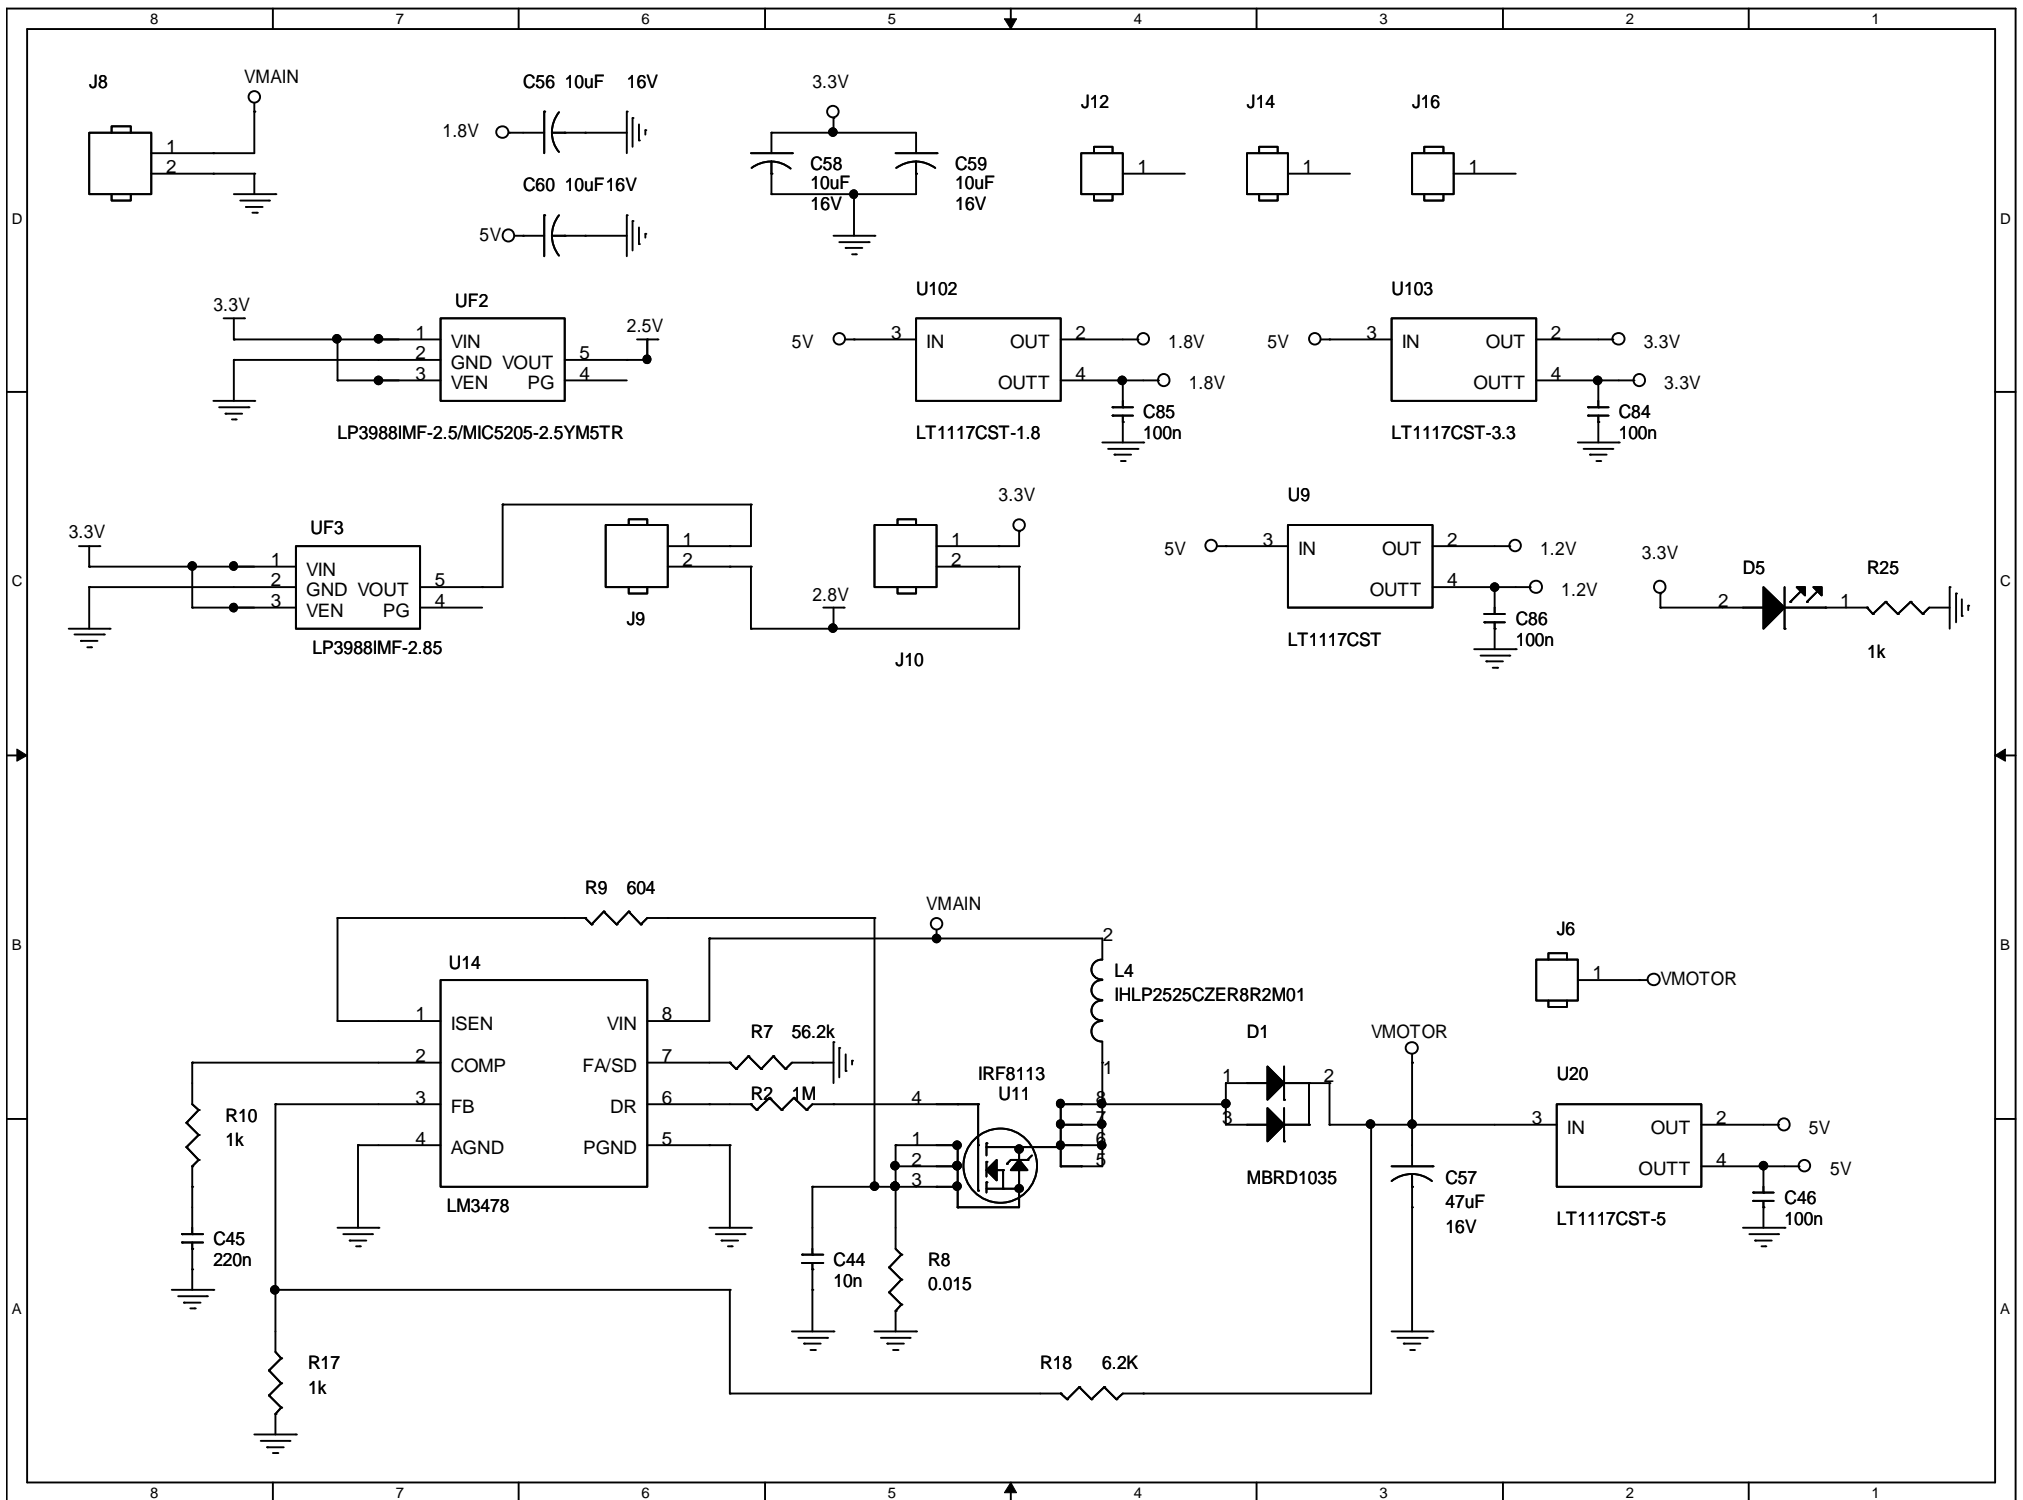 8 7 6 5 4 3 2 1
J8
VMAIN
1
2
C56 10uF 16V
1.8V
C60 10uF 16V
5V
3.3V
C58
10uF
16V
C59
10uF
16V
J12
1
J14
1
J16
1
D
D
3.3V
UF2
2.5V
1 VIN
2 GND VOUT 5
3 VEN PG 4
LP3988IMF-2.5/MIC5205-2.5YM5TR
U102
5V 3 IN OUT 2 1.8V
OUTT 4 1.8V
C85
100n
LT1117CST-1.8
U103
5V 3 IN OUT 2 3.3V
OUTT 4 3.3V
C84
100n
LT1117CST-3.3
3.3V
UF3
1 VIN
2 GND VOUT 5
3 VEN PG 4
LP3988IMF-2.85
1
2
J9
2.8V
3.3V
1
2
J10
U9
5V 3 IN OUT 2 1.2V
OUTT 4 1.2V
C86
100n
LT1117CST
3.3V
D5
2 1
R25
1k
C
C
R9 604
VMAIN
2
L4
IHLP2525CZER8R2M01
1
J6
1 VMOTOR
B
B
U14
1 ISEN VIN 8
2 COMP FA/SD 7
3 FB DR 6
4 AGND PGND 5
LM3478
R7 56.2k
R2 1M
R10
1k
C45
220n
R17
1k
IRF8113
U11
4
1
2
3
8
7
6
5
C44
10n
R8
0.015
D1
1 2
3
MBRD1035
VMOTOR
C57
47uF
16V
U20
3 IN OUT 2 5V
OUTT 4 5V
C46
100n
LT1117CST-5
R18 6.2K
A
A
8 7 6 5 4 3 2 1